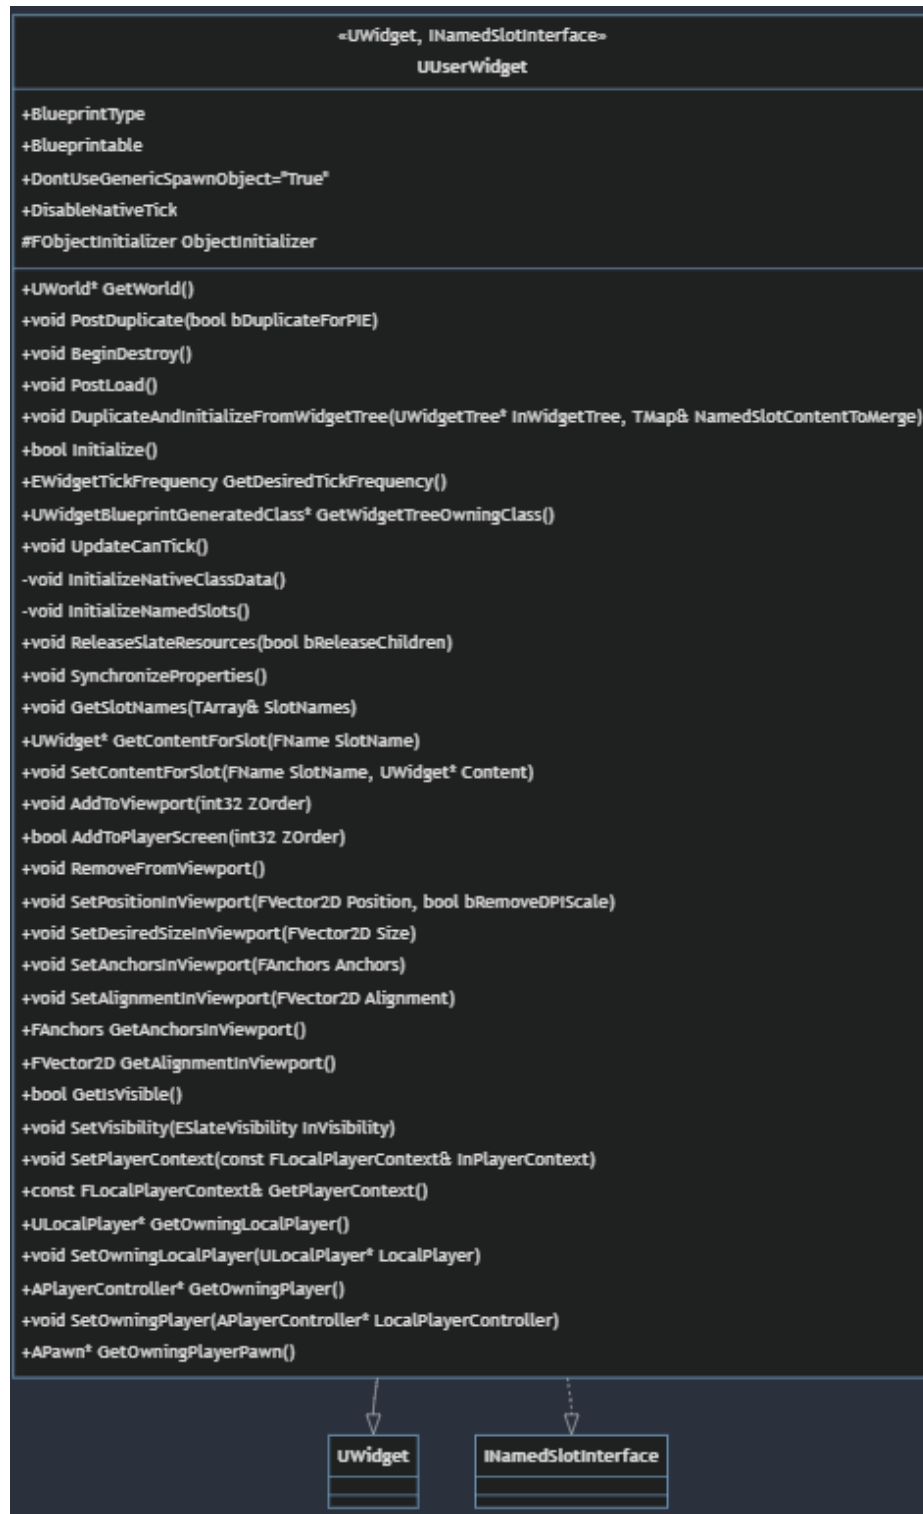 «UWidget, INamedSlotInterface»
UUserWidget
+BlueprintType
+Blueprintable
+DontUseGenericSpawnObject="True"
+DisableNativeTick
#FObjectInitializer ObjectInitializer
+UWorld* GetWorld()
+void PostDuplicate(bool bDuplicateForPIE)
+void BeginDestroy()
+void PostLoad()
+void DuplicateAndInitializeFromWidgetTree(UWidgetTree* InWidgetTree, TMap& NamedSlotContentToMerge)
+bool Initialize()
+EWidgetTickFrequency GetDesiredTickFrequency()
+UWidgetBlueprintGeneratedClass* GetWidgetTreeOwningClass()
+void UpdateCanTick()
-void InitializeNativeClassData()
-void InitializeNamedSlots()
+void ReleaseSlateResources(bool bReleaseChildren)
+void SynchronizeProperties()
+void GetSlotNames(TArray& SlotNames)
+UWidget* GetContentForSlot(FName SlotName)
+void SetContentForSlot(FName SlotName, UWidget* Content)
+void AddToViewport(int32 ZOrder)
+bool AddToPlayerScreen(int32 ZOrder)
+void RemoveFromViewport()
+void SetPositionInViewport(FVector2D Position, bool bRemoveDPIScale)
+void SetDesiredSizeInViewport(FVector2D Size)
+void SetAnchorsInViewport(FAnchors Anchors)
+void SetAlignmentInViewport(FVector2D Alignment)
+FAnchors GetAnchorsInViewport()
+FVector2D GetAlignmentInViewport()
+bool GetIsVisible()
+void SetVisibility(ESlateVisibility InVisibility)
+void SetPlayerContext(const FLocalPlayerContext& InPlayerContext)
+const FLocalPlayerContext& GetPlayerContext()
+ULocalPlayer* GetOwningLocalPlayer()
+void SetOwningLocalPlayer(ULocalPlayer* LocalPlayer)
+APlayerController* GetOwningPlayer()
+void SetOwningPlayer(APlayerController* LocalPlayerController)
+APawn* GetOwningPlayerPawn()
UWidget
INamedSlotInterface